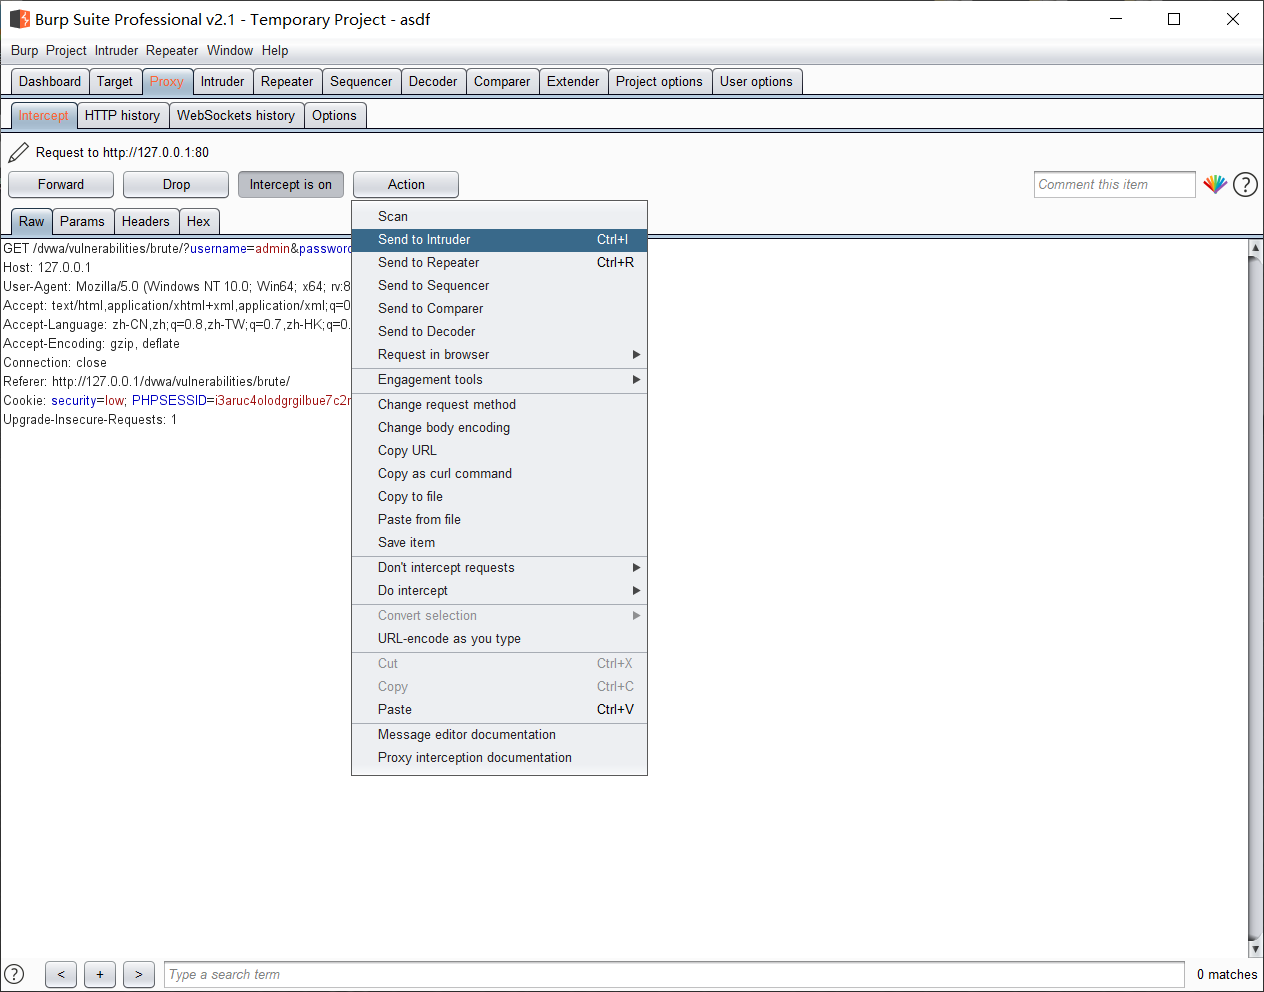 Burp Suite Professional v2.1 - Temporary Project - asdf
Burp Project Intruder Repeater Window Help
Dashboard Target Proxy Intruder Repeater Sequencer Decoder Comparer Extender Project options User options
Intercept HTTP history WebSockets history Options
Request to http://127.0.0.1:80
Forward Drop Intercept is on Action Comment this item
Raw Params Headers Hex
GET /dvwa/vulnerabilities/brute/?username=admin&password
Host: 127.0.0.1
User-Agent: Mozilla/5.0 (Windows NT 10.0; Win64; x64; rv:8
Accept: text/html,application/xhtml+xml,application/xml;q=0
Accept-Language: zh-CN,zh;q=0.8,zh-TW;q=0.7,zh-HK;q=0.
Accept-Encoding: gzip, deflate
Connection: close
Referer: http://127.0.0.1/dvwa/vulnerabilities/brute/
Cookie: security=low; PHPSESSID=i3aruc4olodgrgilbue7c2r
Upgrade-Insecure-Requests: 1
Scan
Send to Intruder Ctrl+I
Send to Repeater Ctrl+R
Send to Sequencer
Send to Comparer
Send to Decoder
Request in browser
Engagement tools
Change request method
Change body encoding
Copy URL
Copy as curl command
Copy to file
Paste from file
Save item
Don't intercept requests
Do intercept
Convert selection
URL-encode as you type
Cut Ctrl+X
Copy Ctrl+C
Paste Ctrl+V
Message editor documentation
Proxy interception documentation
? < + > Type a search term 0 matches